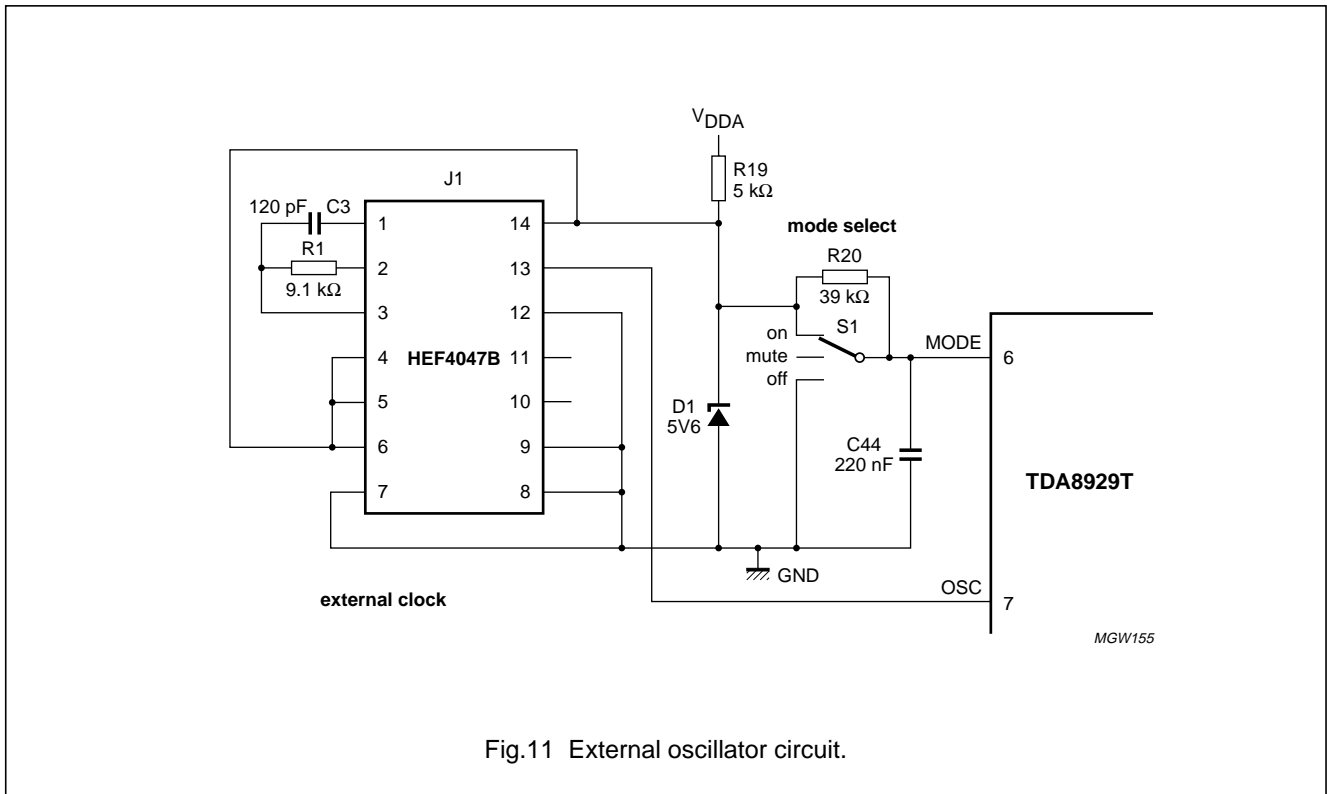 VDDA
R19
5 kΩ
J1
120 pF C3
R1
9.1 kΩ
1
2
3
4
5
6
7
HEF4047B
14
13
12
11
10
9
8
mode select
R20
39 kΩ
on
mute
off
S1
MODE
6
D1
5V6
C44
220 nF
TDA8929T
GND
external clock
OSC
7
MGW155
Fig.11 External oscillator circuit.